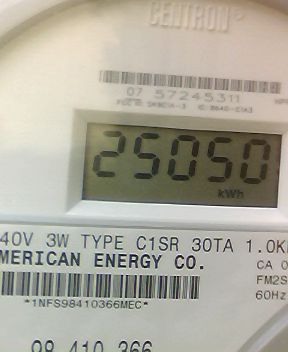 CENTRON
07 57245311
25050
kWh
40V 3W TYPE C1SR 30TA 1.0K
MERICAN ENERGY CO. CA 0
FM2S
60Hz
*1NFS98410366MEC*
98 410 366